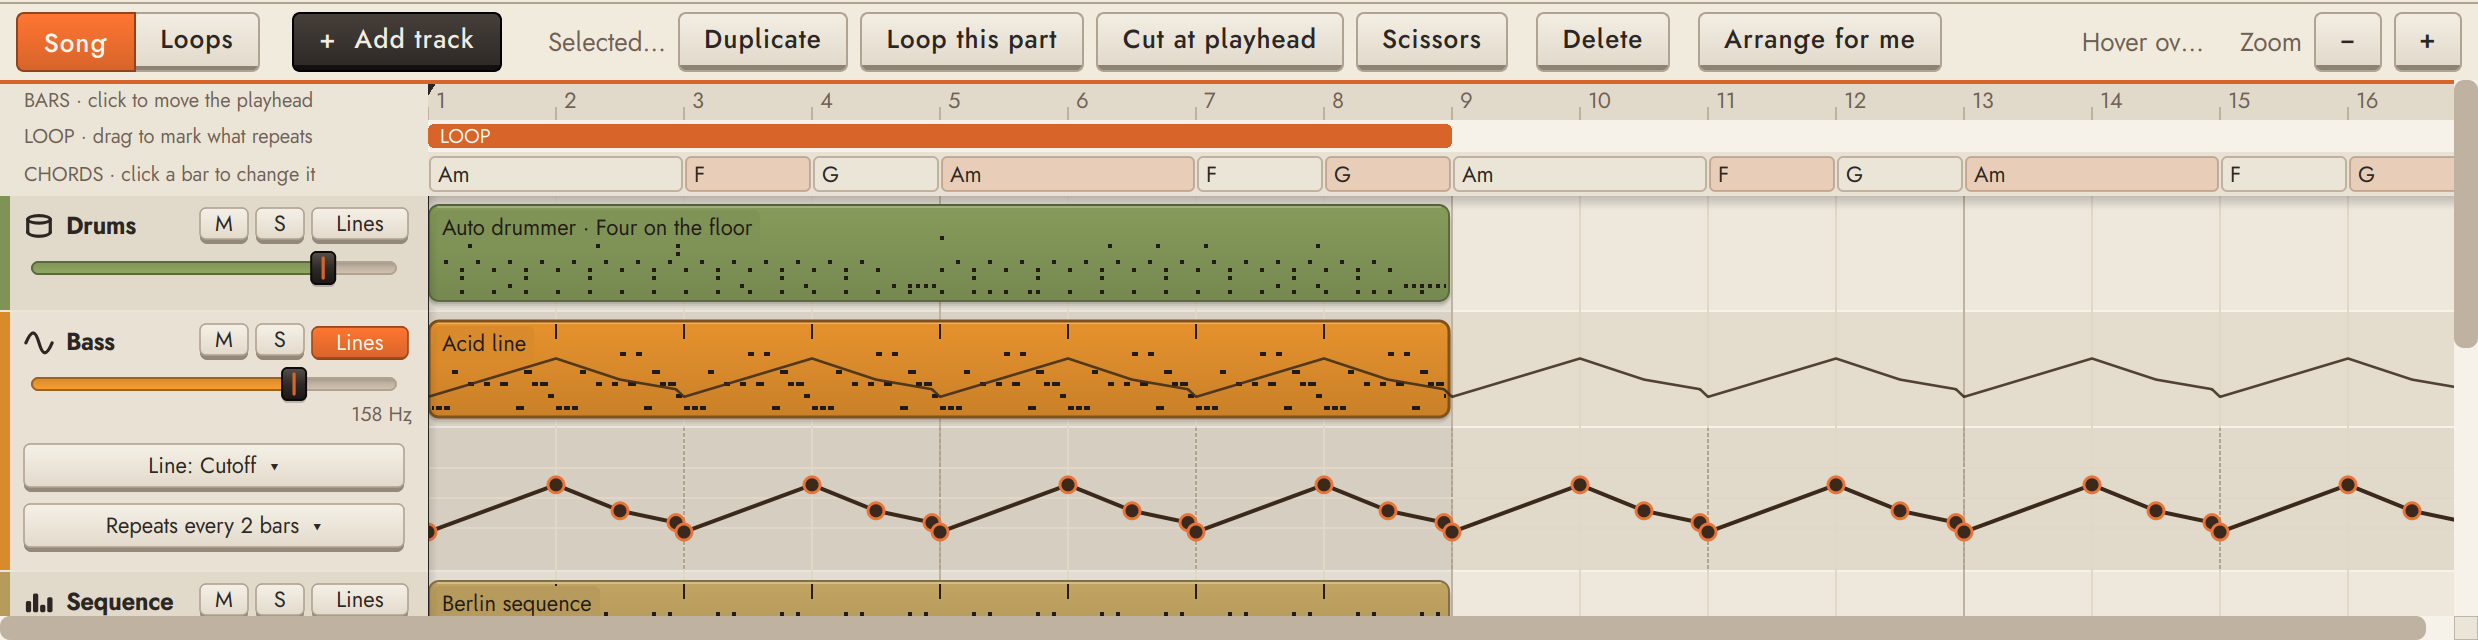 Song Loops + Add track Selected... Duplicate Loop this part Cut at playhead Scissors Delete Arrange for me Hover ov... Zoom − +
BARS · click to move the playhead 1 2 3 4 5 6 7 8 9 10 11 12 13 14 15 16
LOOP · drag to mark what repeats LOOP
CHORDS · click a bar to change it Am F G Am F G Am F G Am F G
Drums M S Lines Auto drummer · Four on the floor
Bass M S Lines Acid line
158 Hz
Line: Cutoff ▾
Repeats every 2 bars ▾
Sequence M S Lines Berlin sequence